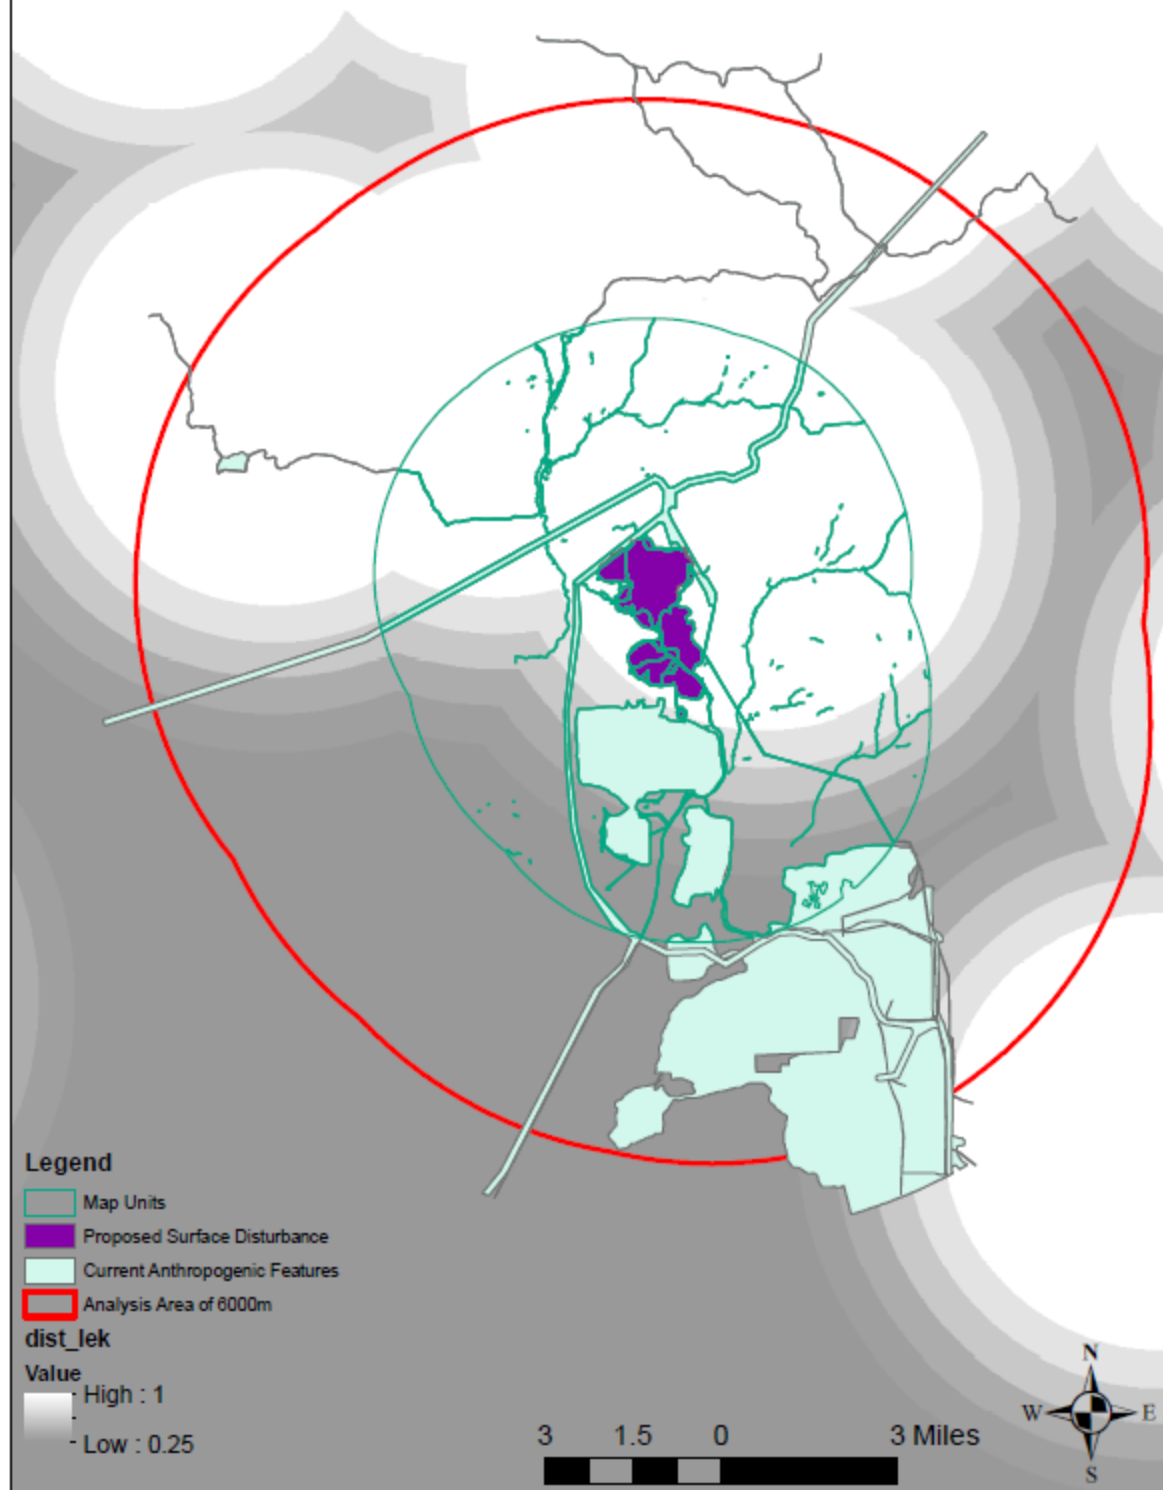 Legend
Map Units
Proposed Surface Disturbance
Current Anthropogenic Features
Analysis Area of 6000m
dist_lek
Value
High : 1
Low : 0.25
3 1.5 0 3 Miles
N
W E
S